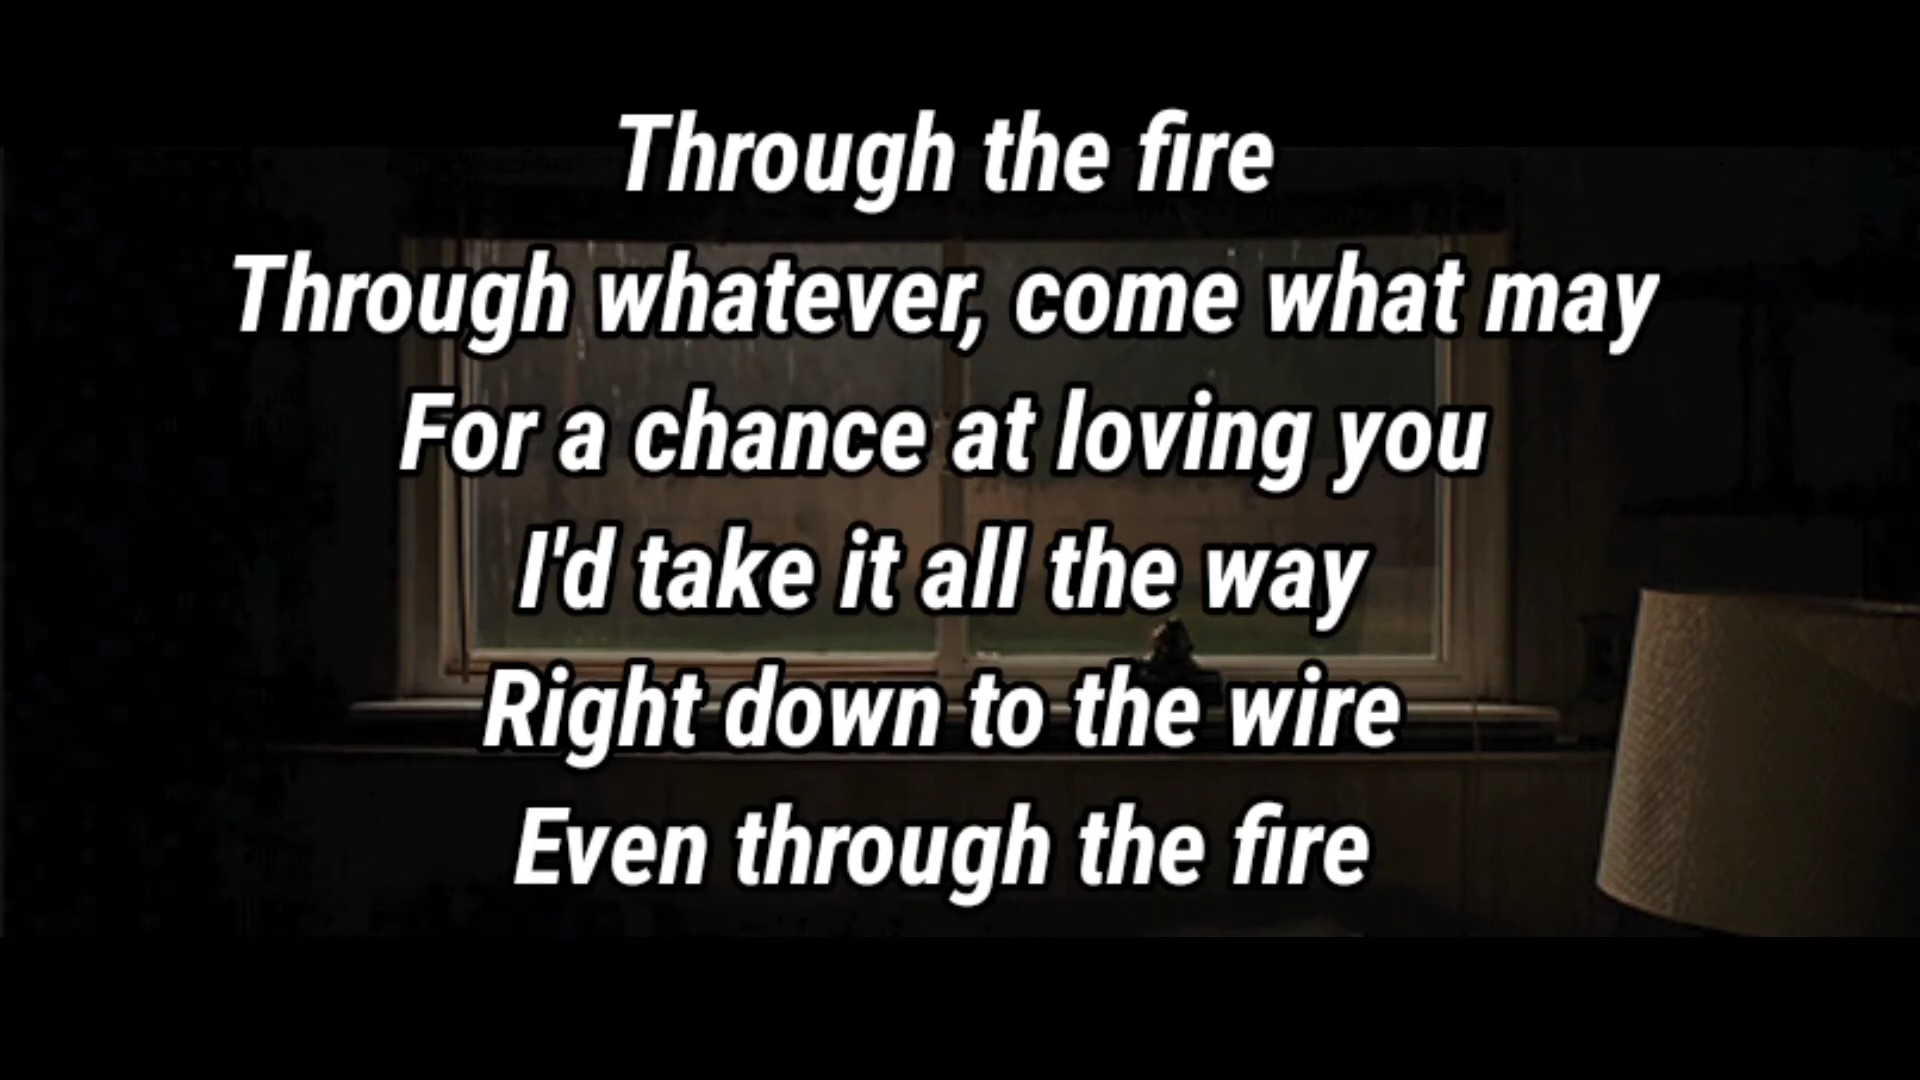 Through the fire
Through whatever, come what may
For a chance at loving you
I'd take it all the way
Right down to the wire
Even through the fire